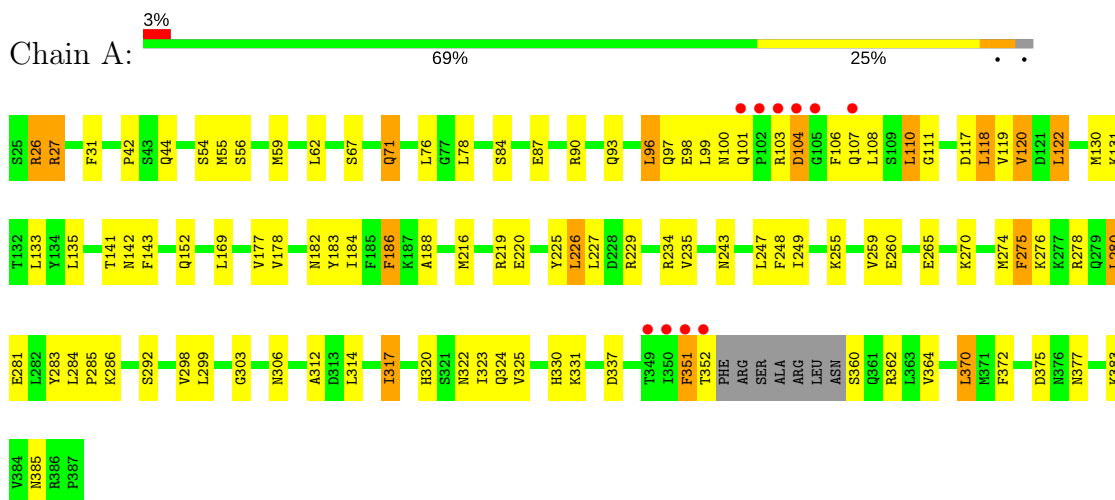 3%
Chain A:
69% 25% • •
S25 R26 R27 F31 P42 S43 Q44 S54 M55 S56 M59 L62 S67 Q71 L76 G77 L78 S84 E87 R90 Q93 L96 Q97 E98 L99 N100 Q101 P102 R103 D104 G105 F106 Q107 L108 S109 L110 G111 D117 L118 V119 V120 D121 L122 M130 K131
T132 L133 Y134 L135 T141 N142 F143 Q152 L169 V177 V178 N182 Y183 I184 F185 F186 K187 A188 M216 R219 E220 Y225 L226 L227 D228 R229 R234 V235 N243 L247 F248 I249 K255 V259 E260 E265 K270 M274 F275 K276 K277 R278 Q279 L280
E281 L282 Y283 L284 P285 K286 S292 V298 L299 G303 N306 A312 D313 L314 I317 H320 S321 N322 I323 Q324 V325 H330 K331 D337 T349 I350 F351 T352 PHE ARG SER ALA ARG LEU ASN S360 Q361 R362 L363 V364 L370 M371 F372 D375 N376 N377 K383
V384 N385 R386 P387